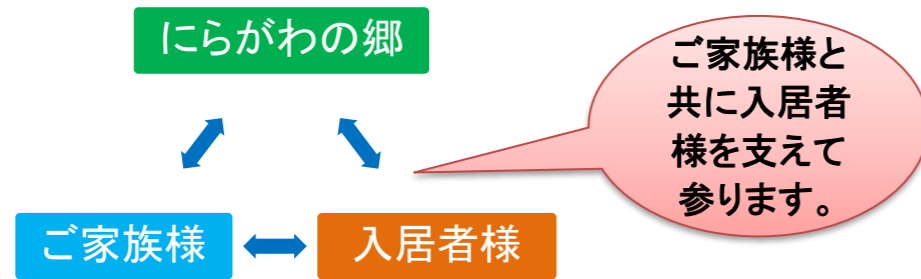 にらがわの郷
ご家族様と
共に入居者
様を支えて
参ります。
ご家族様
入居者様